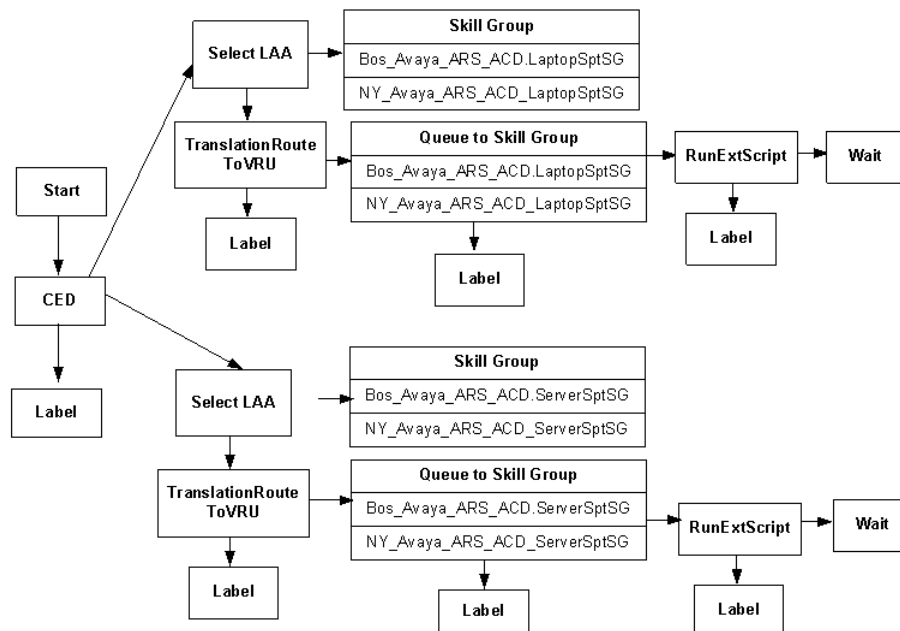 Select LAA
Skill Group
Bos_Avaya_ARS_ACD.LaptopSptSG
NY_Avaya_ARS_ACD_LaptopSptSG
TranslationRoute
ToVRU
Queue to Skill Group
Bos_Avaya_ARS_ACD.LaptopSptSG
NY_Avaya_ARS_ACD_LaptopSptSG
RunExtScript
Wait
Start
Label
Label
Label
CED
Label
Select LAA
Skill Group
Bos_Avaya_ARS_ACD.ServerSptSG
NY_Avaya_ARS_ACD_ServerSptSG
TranslationRoute
ToVRU
Queue to Skill Group
Bos_Avaya_ARS_ACD.ServerSptSG
NY_Avaya_ARS_ACD_ServerSptSG
RunExtScript
Wait
Label
Label
Label